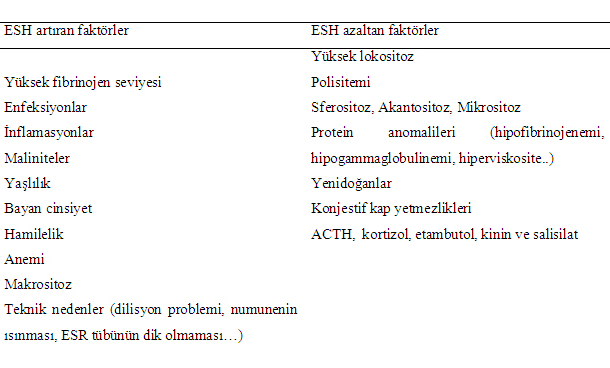 ESH artıran faktörler
Yüksek fibrinojen seviyesi
Enfeksiyonlar
İnflamasyonlar
Maliniteler
Yaşlılık
Bayan cinsiyet
Hamilelik
Anemi
Makrositoz
Teknik nedenler (dilisyon problemi, numunenin
ısınması, ESR tübünün dik olmaması…)
ESH azaltan faktörler
Yüksek lokositoz
Polisitemi
Sferositoz, Akantositoz, Mikrositoz
Protein anomalileri (hipofibrinojenemi,
hipogammaglobulinemi, hiperviskosite..)
Yenidoğanlar
Konjestif kap yetmezlikleri
ACTH, kortizol, etambutol, kinin ve salisilat